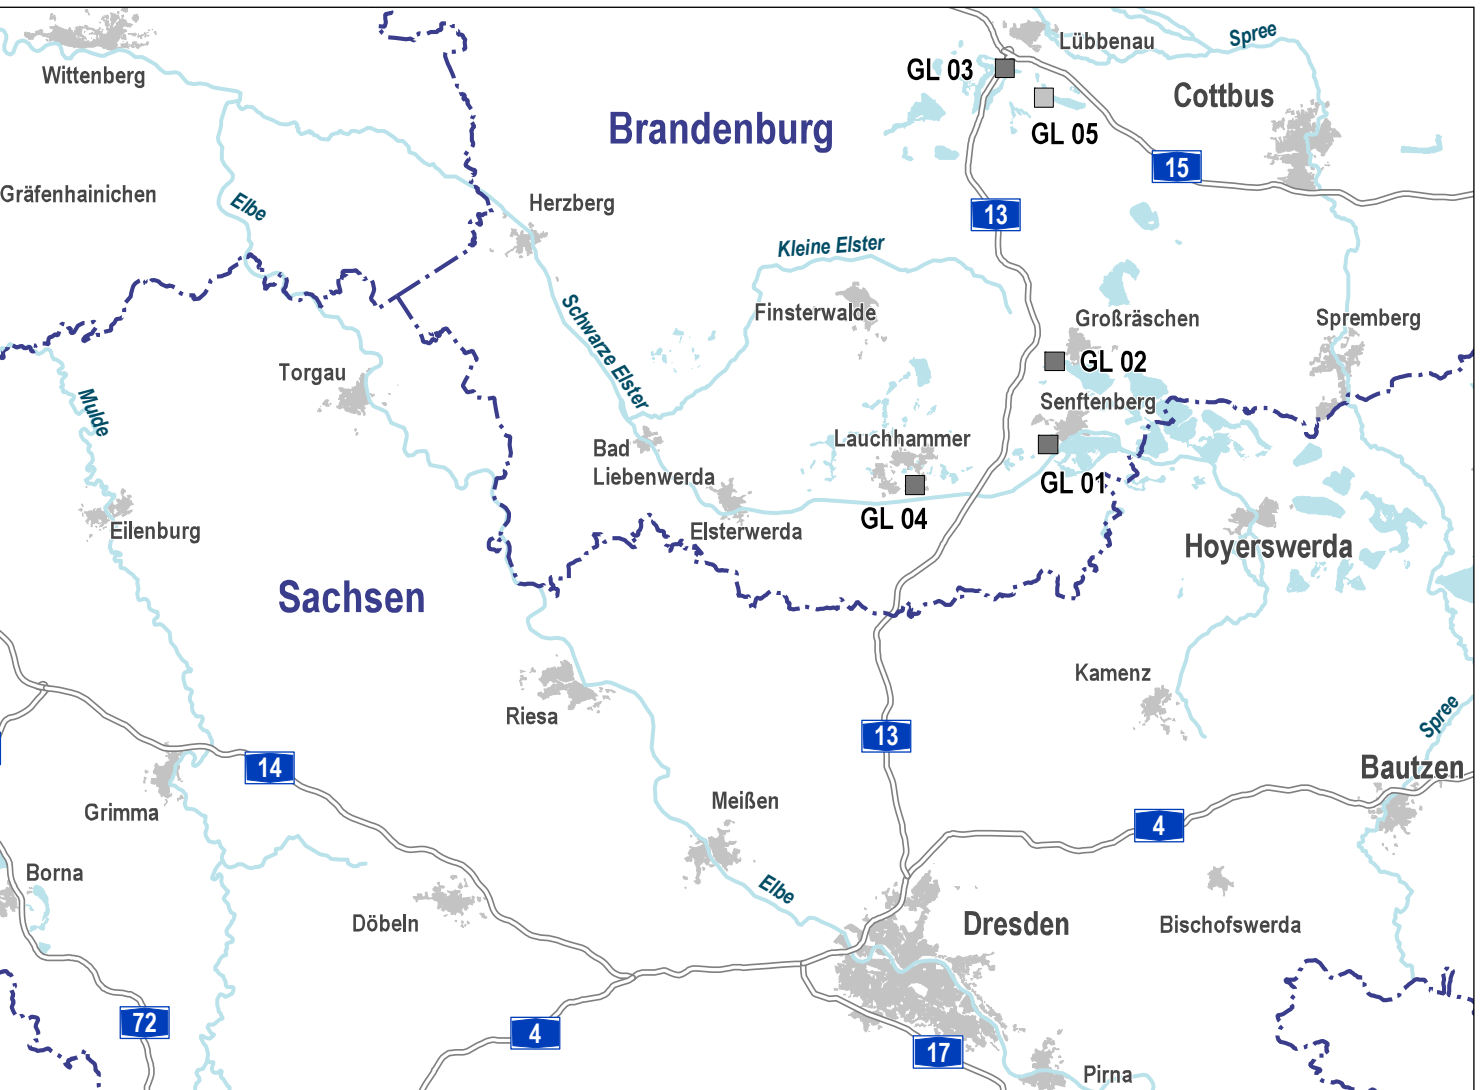 Wittenberg
Lübbenau
Spree
GL 03
Cottbus
GL 05
Brandenburg
15
Gräfenhainichen
Elbe
Herzberg
13
Kleine Elster
Finsterwalde
Großräschen
Spremberg
Schwarze Elster
Torgau
GL 02
Mulde
Senftenberg
Bad
Liebenwerda
Lauchhammer
GL 01
Eilenburg
Elsterwerda
GL 04
Hoyerswerda
Sachsen
Kamenz
Riesa
Spree
13
14
Bautzen
Meißen
Grimma
4
Borna
Elbe
Döbeln
Dresden
Bischofswerda
72
4
17
Pirna